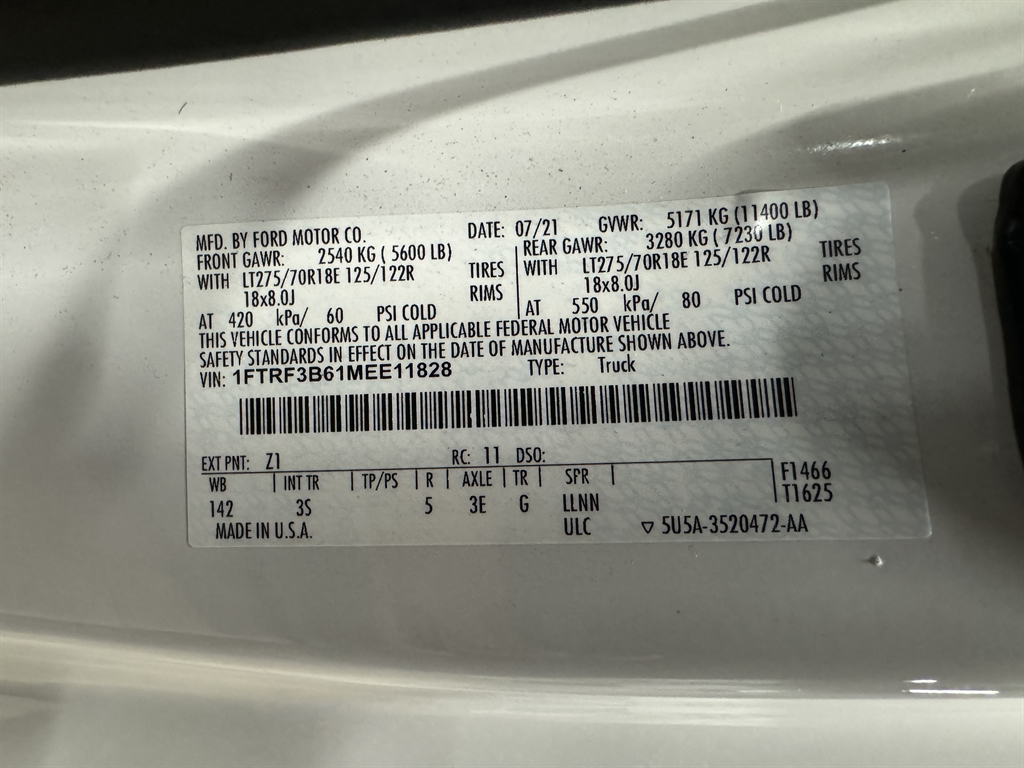 MFD. BY FORD MOTOR CO. DATE: 07/21 GVWR: 5171 KG (11400 LB)
FRONT GAWR: 2540 KG ( 5600 LB) REAR GAWR: 3280 KG ( 7230 LB)
WITH LT275/70R18E 125/122R TIRES WITH LT275/70R18E 125/122R TIRES
18x8.0J RIMS 18x8.0J RIMS
AT 420 kPa/ 60 PSI COLD AT 550 kPa/ 80 PSI COLD
THIS VEHICLE CONFORMS TO ALL APPLICABLE FEDERAL MOTOR VEHICLE
SAFETY STANDARDS IN EFFECT ON THE DATE OF MANUFACTURE SHOWN ABOVE.
VIN: 1FTRF3B61MEE11828 TYPE: Truck
EXT PNT: Z1 RC: 11 DSO:
WB INT TR TP/PS R AXLE TR SPR F1466
142 3S 5 3E G LLNN T1625
MADE IN U.S.A. ULC ▽ 5U5A-3520472-AA